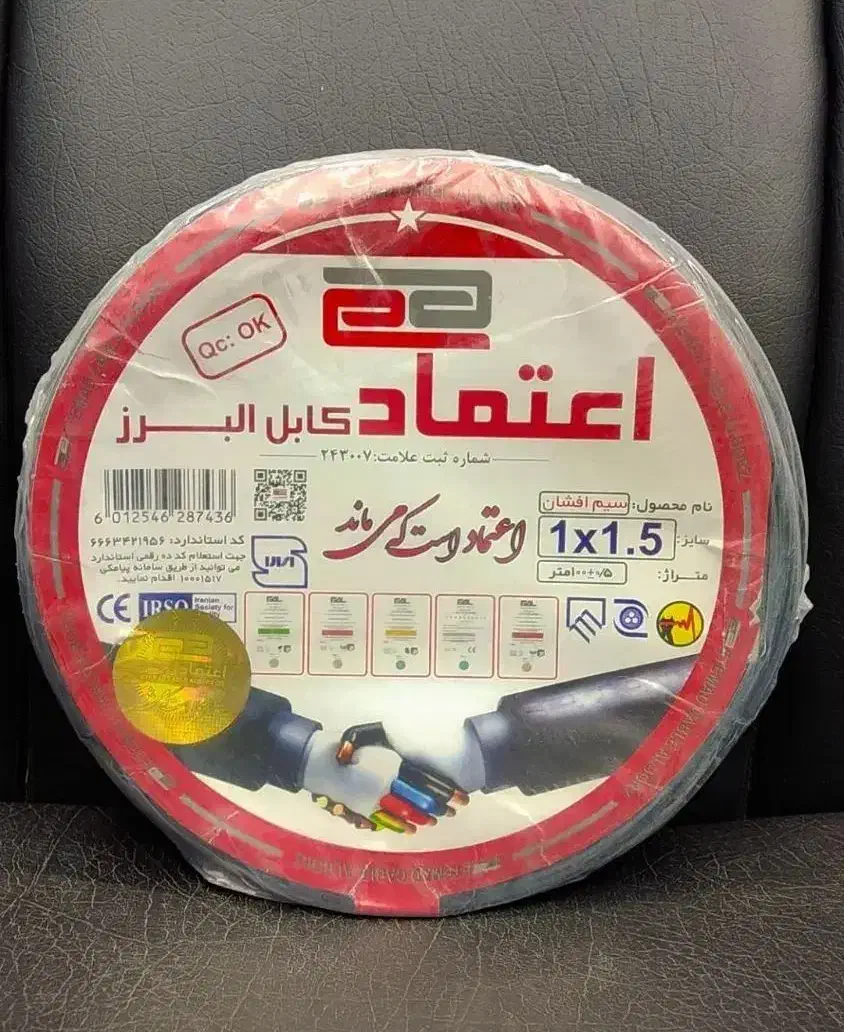 Qc: OK
اعتماد کابل البرز
شماره ثبت علامت: ۲۴۳۰۰۷
6 012546 287436
اعتماد است که می ماند
نام محصول: سیم افشان
سایز: 1x1.5
متراژ: ۱۰۰±۰/۵متر
کد استاندارد: ۶۶۶۳۴۲۱۹۵۶
جهت استعلام کد ده رقمی استاندارد
می توانید از طریق سامانه پیامکی
۱۰۰۰۱۵۱۷ اقدام نمایید.
CE IRSQ Iranian
Society for
اعتماد